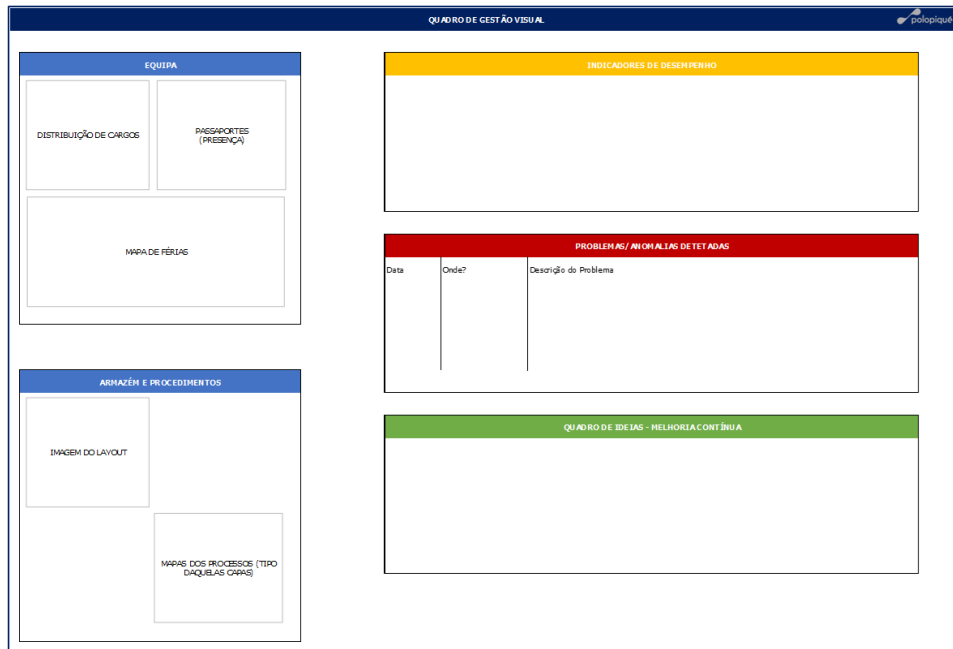 QUADRO DE GESTÃO VISUAL
polopiqué
EQUIPA
DISTRIBUIÇÃO DE CARGOS
PASSAPORTES
(PRESENÇA)
MAPA DE FÉRIAS
ARMAZÉM E PROCEDIMENTOS
IMAGEM DO LAYOUT
MAPAS DOS PROCESSOS (TIPO
DAQUELAS CAPAS)
INDICADORES DE DESEMPENHO
PROBLEMAS/ANOMALIAS DETETADAS
Data Onde? Descrição do Problema
QUADRO DE IDEIAS - MELHORIA CONTÍNUA